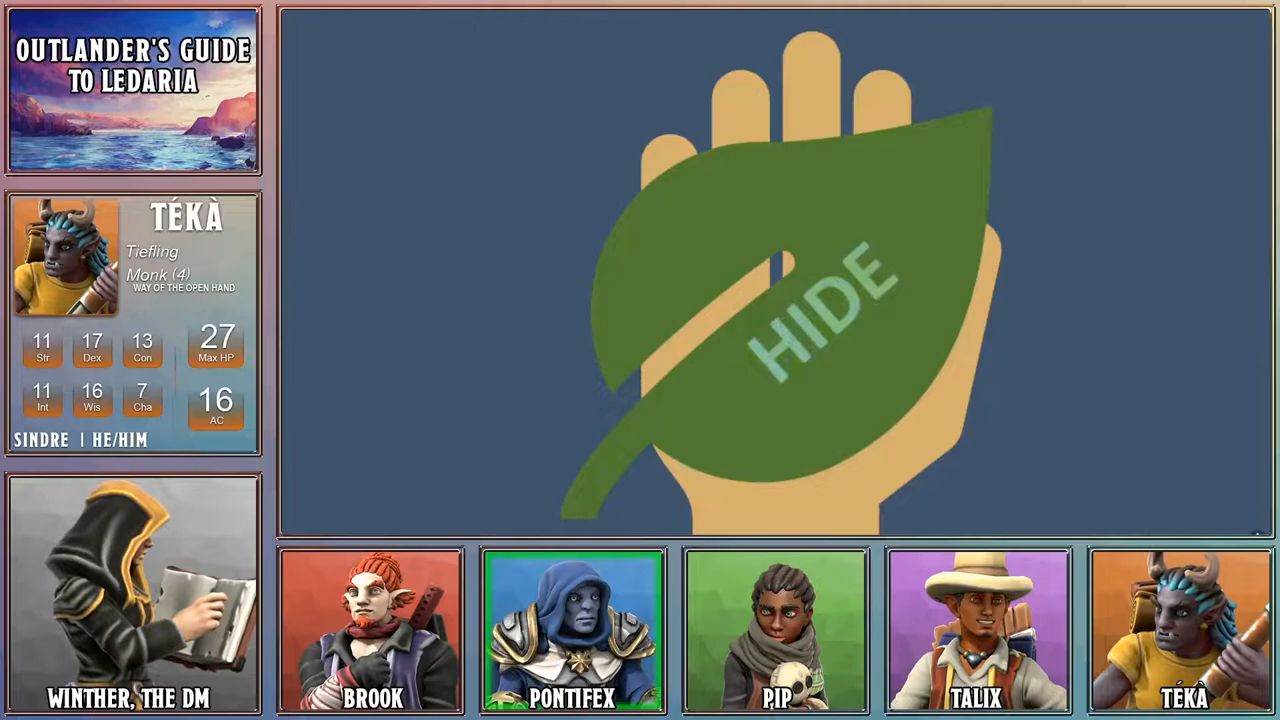 OUTLANDER'S GUIDE
TO LEDARIA
TÉKÀ
Tiefling
Monk (4)
WAY OF THE OPEN HAND
11 17 13 27
Str Dex Con Max HP
11 16 7 16
Int Wis Cha AC
SINDRE | HE/HIM
HIDE
WINTHER, THE DM
BROOK
PONTIFEX
PIP
TALIX
TÉKÀ